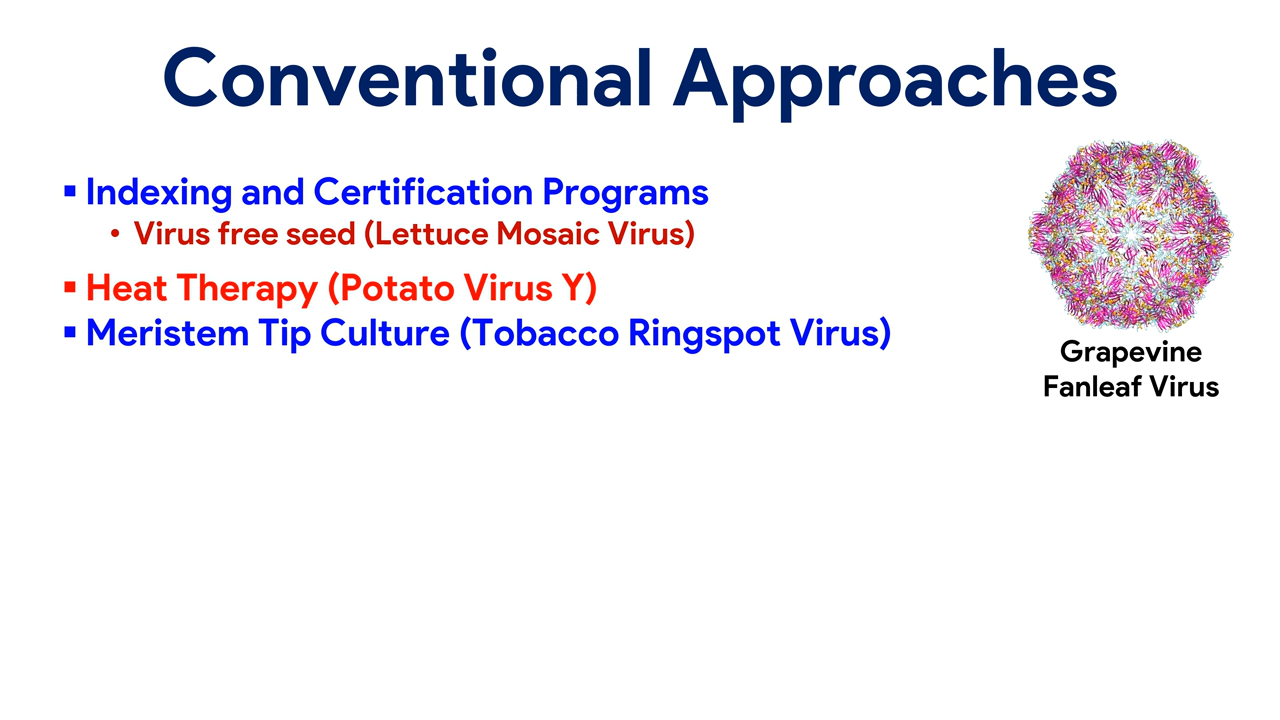 Conventional Approaches
▪ Indexing and Certification Programs
• Virus free seed (Lettuce Mosaic Virus)
▪ Heat Therapy (Potato Virus Y)
▪ Meristem Tip Culture (Tobacco Ringspot Virus)
Grapevine
Fanleaf Virus